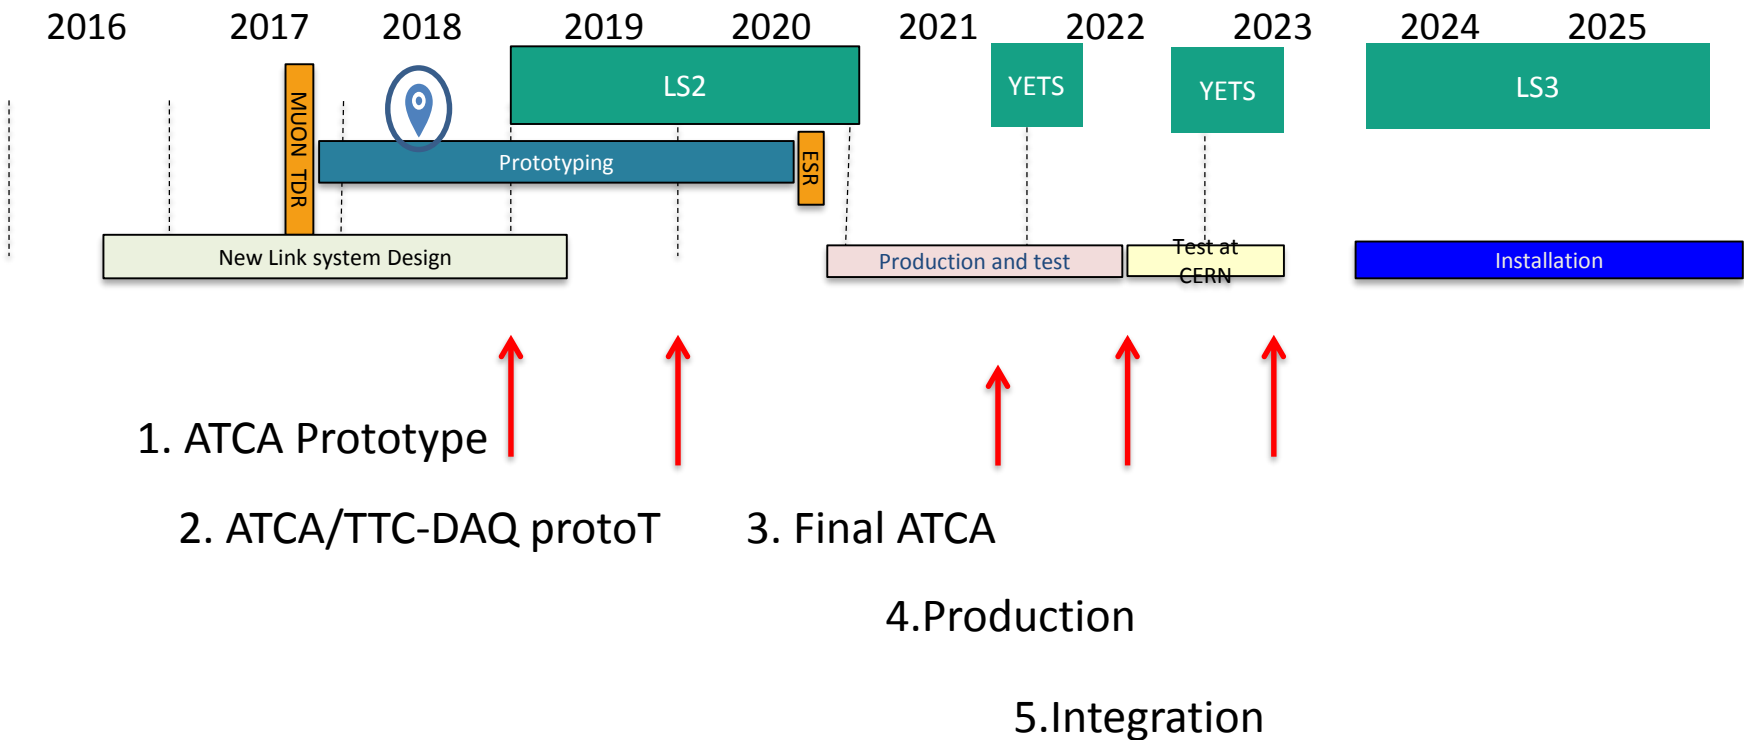 2016 2017 2018 2019 2020 2021 2022 2023 2024 2025
LS2
YETS
YETS
LS3
MUON TDR
Prototyping
ESR
New Link system Design
Production and test
Test at
CERN
Installation
1. ATCA Prototype
2. ATCA/TTC-DAQ protoT
3. Final ATCA
4.Production
5.Integration